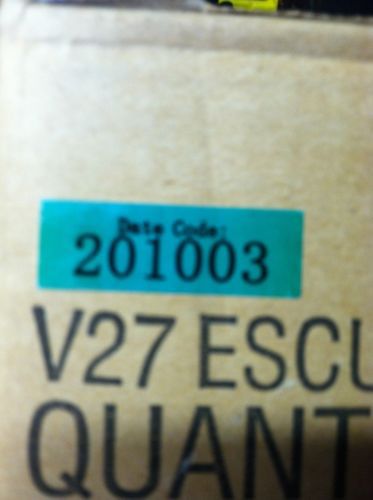 Date Code:
201003
V27 ESCU
QUANT